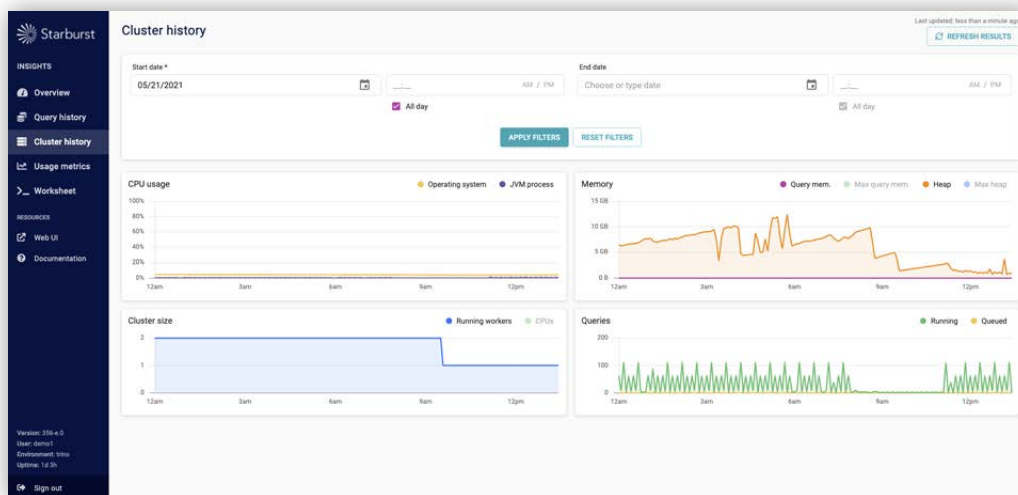 Starburst
INSIGHTS
Overview
Query history
Cluster history
Usage metrics
Worksheet
RESOURCES
Web UI
Documentation
Version: 356-e.0
User: demo1
Environment: trino
Uptime: 1d 3h
Sign out
Cluster history
Last updated: less than a minute ago
REFRESH RESULTS
Start date *
05/21/2021
__:__ AM / PM
All day
End date
Choose or type date
__:__ AM / PM
All day
APPLY FILTERS RESET FILTERS
CPU usage
Operating system JVM process
100%
80%
60%
40%
20%
0%
12am 3am 6am 9am 12pm
Memory
Query mem. Max query mem. Heap Max heap
15 GB
10 GB
5 GB
0 B
12am 3am 6am 9am 12pm
Cluster size
Running workers CPUs
2
1
0
12am 3am 6am 9am 12pm
Queries
Running Queued
200
100
0
12am 3am 6am 9am 12pm